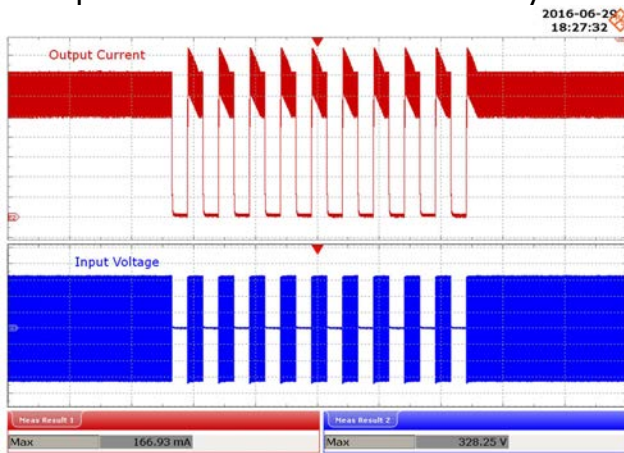 2016-06-29
18:27:32
Output Current
Input Voltage
Meas Result 1
Meas Result 2
Max 166.93 mA
Max 328.25 V